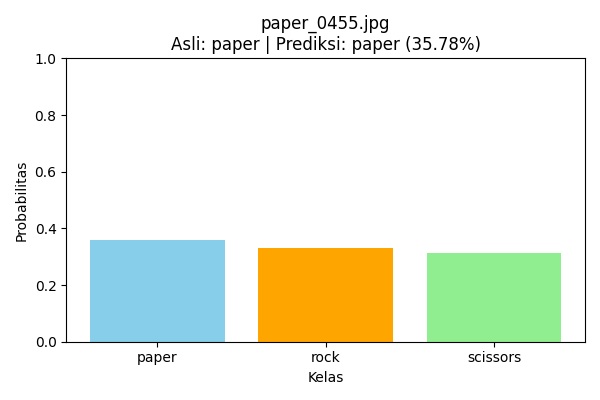 paper_0455.jpg
Asli: paper | Prediksi: paper (35.78%)
1.0
0.8
0.6
0.4
0.2
0.0
Probabilitas
paper rock scissors
Kelas